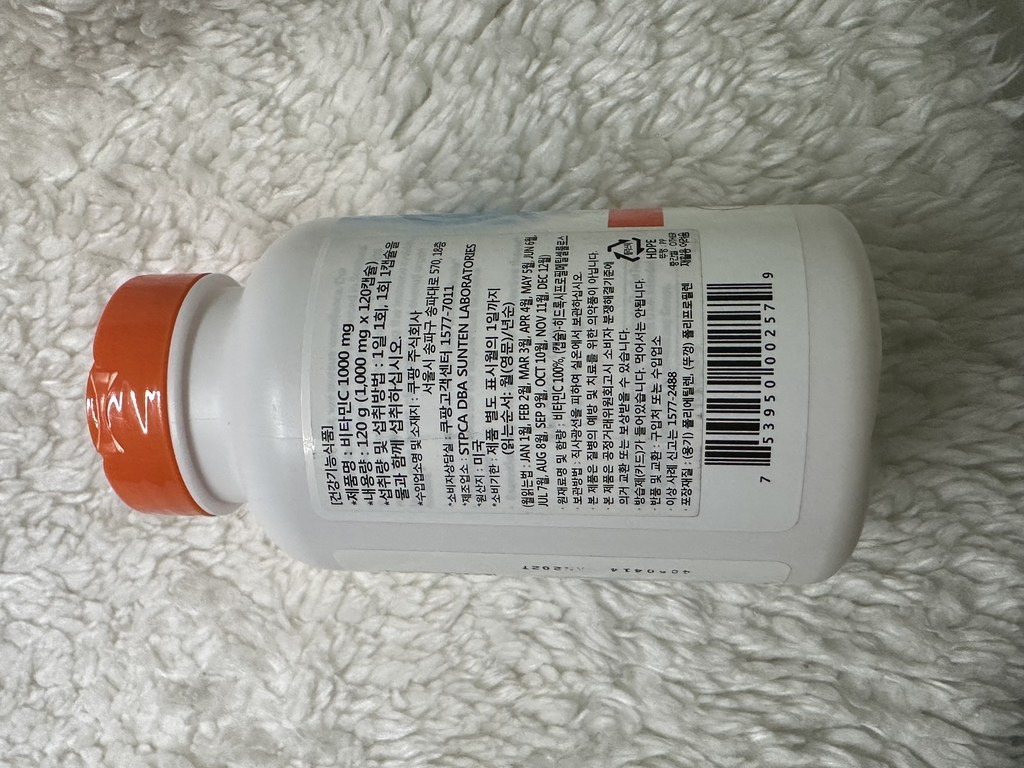 [건강기능식품]
*제품명 : 비타민C 1000 mg
*내용량 : 120 g (1,000 mg x 120캡슐)
*섭취량 및 섭취방법 : 1일 1회, 1회 1캡슐을
물과 함께 섭취하십시오.
*수입업소명 및 소재지 : 쿠팡 주식회사
서울시 송파구 송파대로 570, 18층
*소비자상담실 : 쿠팡고객센터 1577-7011
*제조업소 : STPCA DBA SUNTEN LABORATORIES
*원산지 : 미국
*소비기한 : 제품 별도 표시월의 1일까지
(읽는순서: 월(영문)/년순)
(월읽는법 : JAN 1월, FEB 2월, MAR 3월, APR 4월, MAY 5월, JUN 6월,
JUL 7월, AUG 8월, SEP 9월, OCT 10월, NOV 11월, DEC 12월)
· 원재료명 및 함량 : 비타민C 100%, (캡슐)-히드록시프로필메틸셀룰로스
· 보관방법 : 직사광선을 피하여 실온에서 보관하십시오.
· 본 제품은 질병의 예방 및 치료를 위한 의약품이 아닙니다.
· 본 제품은 공정거래위원회고시 소비자 분쟁해결기준에
의거 교환 또는 보상받을 수 있습니다.
· 방습제(카드)가 들어있습니다. 먹어서는 안됩니다.
· 반품 및 교환 : 구입처 또는 수입업소
이상 사례 신고는 1577-2488
· 포장재질 : (용기) 폴리에틸렌, (뚜껑) 폴리프로필렌
HDPE
뚜껑: PP
7 53950 00257 9